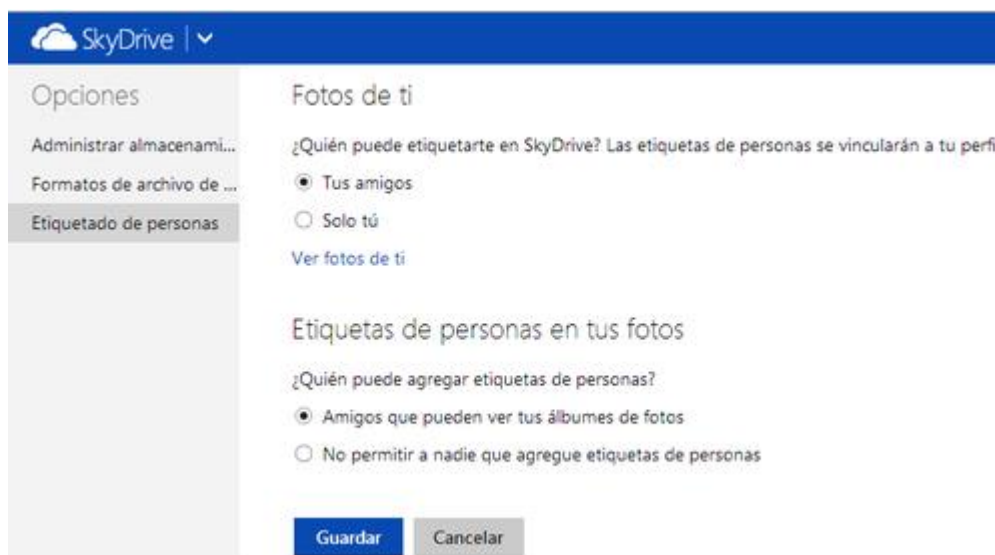 SkyDrive
Opciones
Administrar almacenami...
Formatos de archivo de ...
Etiquetado de personas
Fotos de ti
¿Quién puede etiquetarte en SkyDrive? Las etiquetas de personas se vincularán a tu perfi
Tus amigos
Solo tú
Ver fotos de ti
Etiquetas de personas en tus fotos
¿Quién puede agregar etiquetas de personas?
Amigos que pueden ver tus álbumes de fotos
No permitir a nadie que agregue etiquetas de personas
Guardar Cancelar